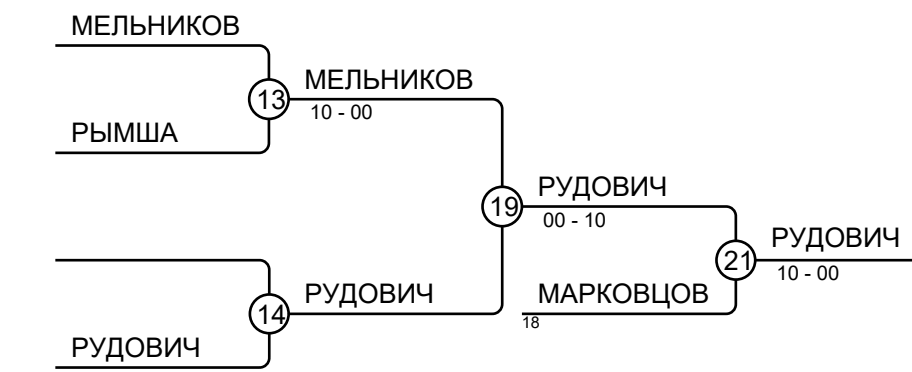 МЕЛЬНИКОВ
13
МЕЛЬНИКОВ
10 - 00
РЫМША
19
РУДОВИЧ
00 - 10
21
РУДОВИЧ
10 - 00
14
РУДОВИЧ
МАРКОВЦОВ
18
РУДОВИЧ